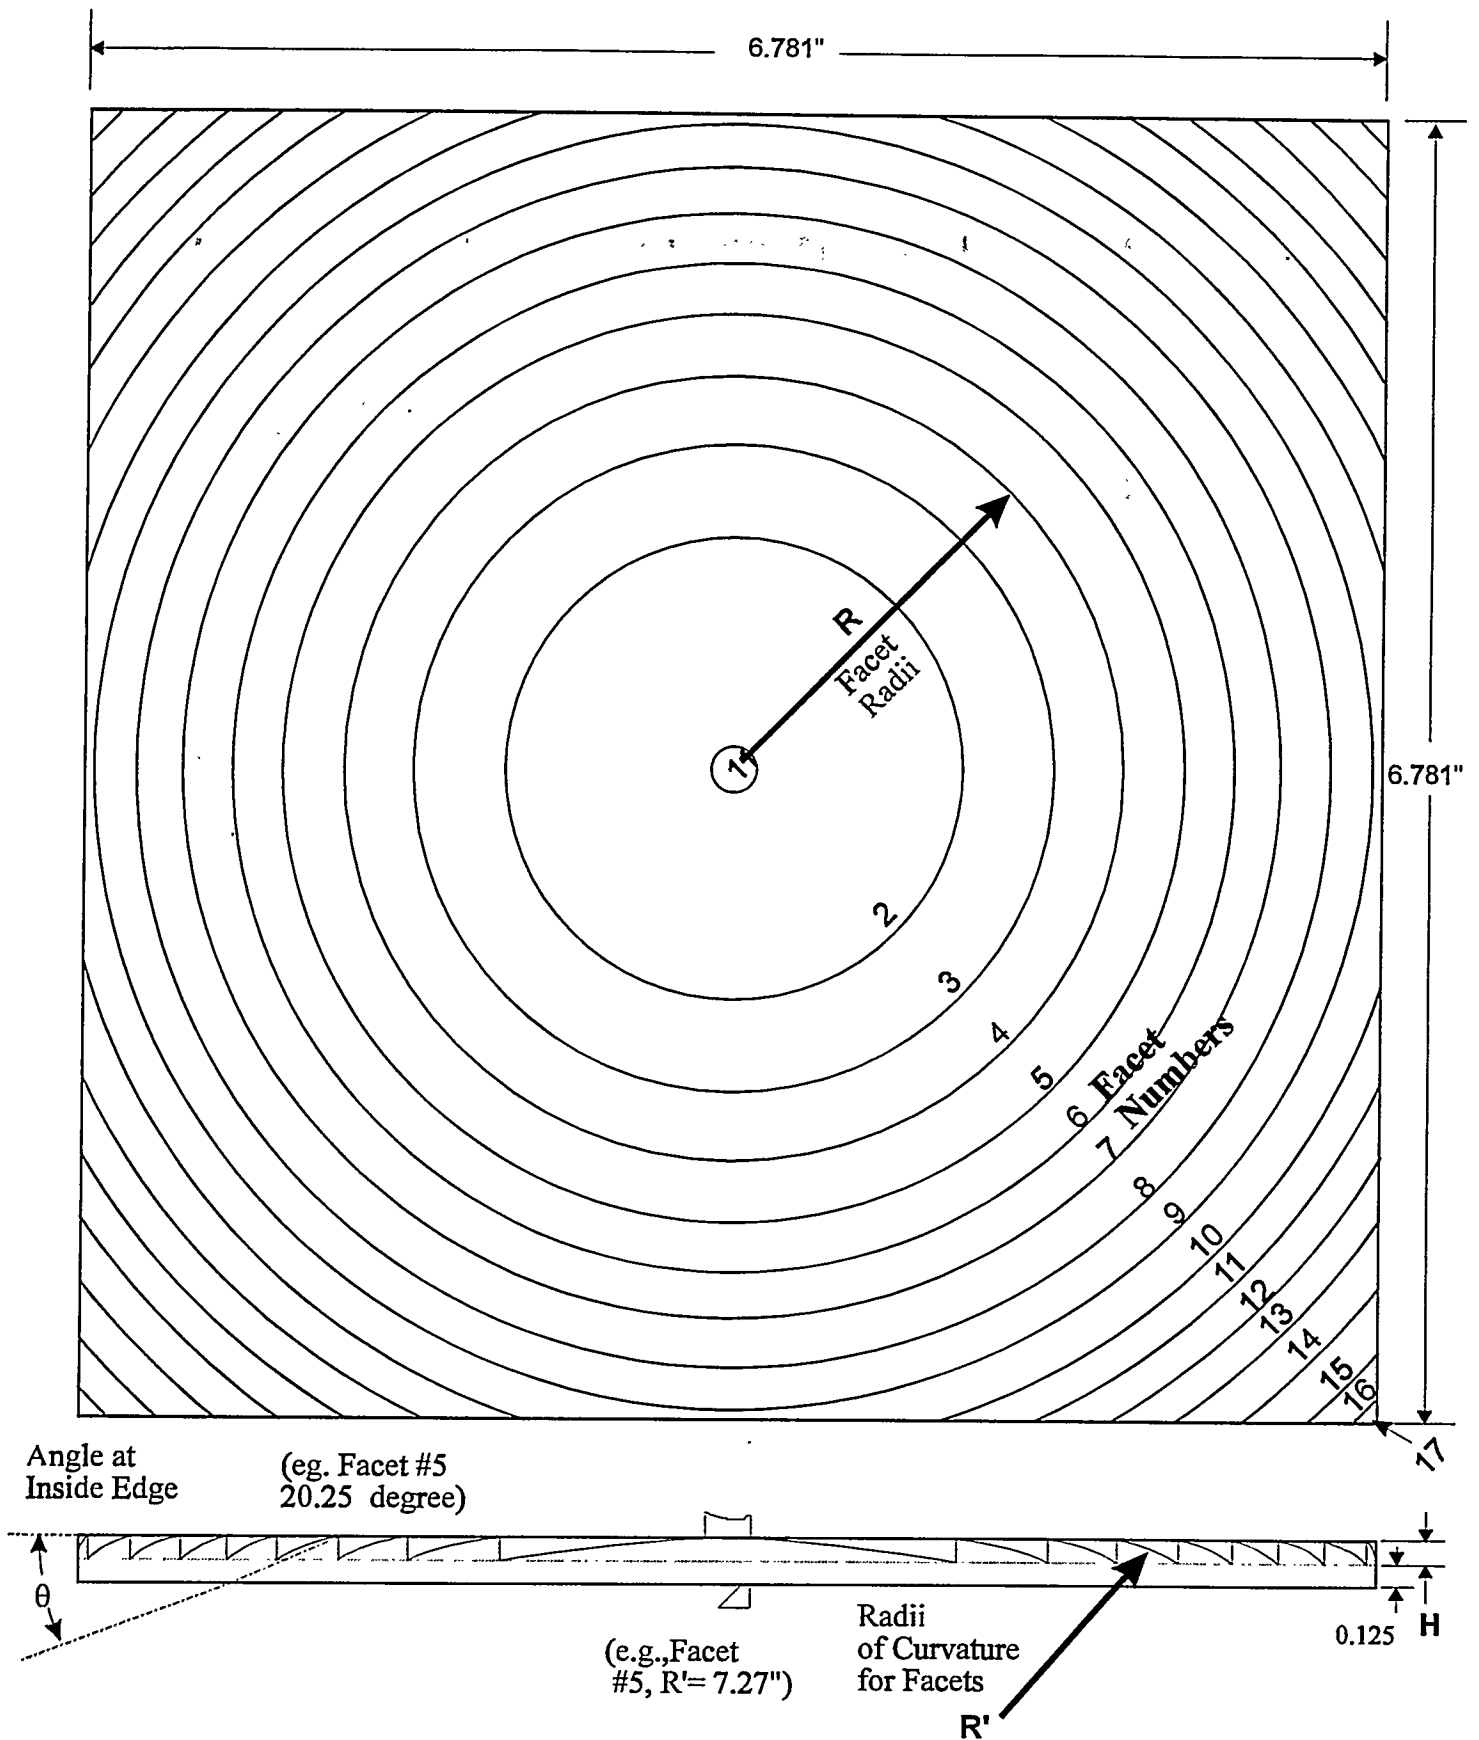 6.781"
R
Facet
Radii
1
6.781"
2
3
4
5
6
7
8
9
10
11
12
13
14
15
16
17
Facet
Numbers
Angle at
Inside Edge
(eg. Facet #5
20.25 degree)
θ
(e.g.,Facet
#5, R'= 7.27")
Radii
of Curvature
for Facets
R'
0.125
H